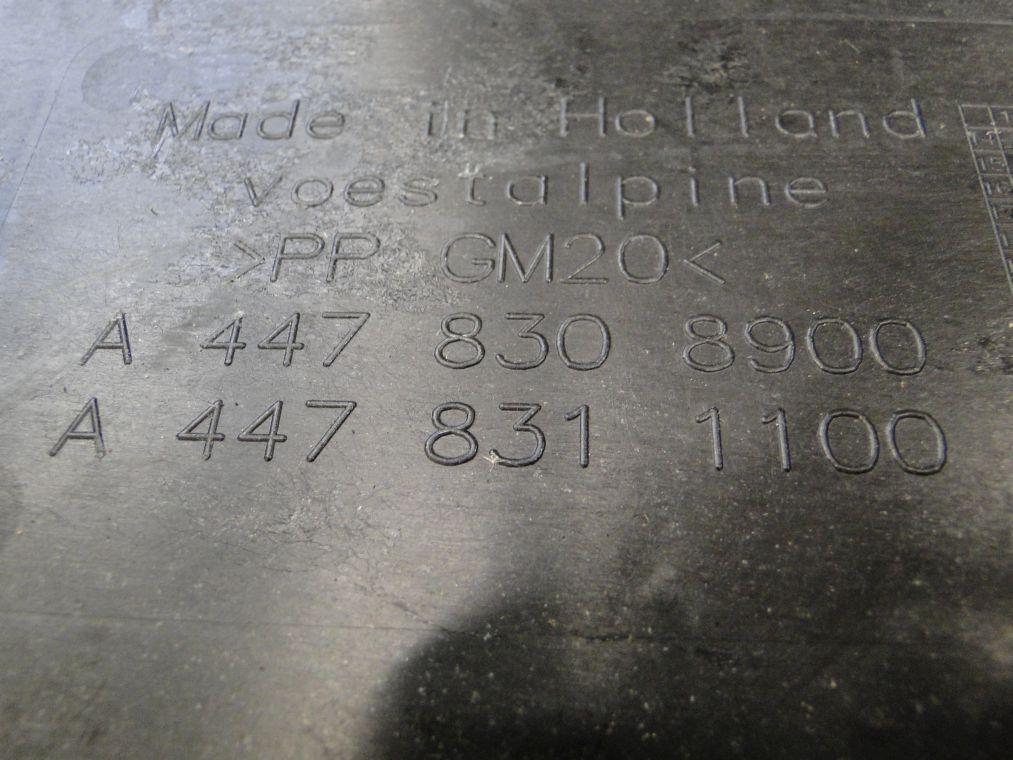 Made in Holland
voestalpine
>PP GM20<
A 447 830 8900
A 447 831 1100